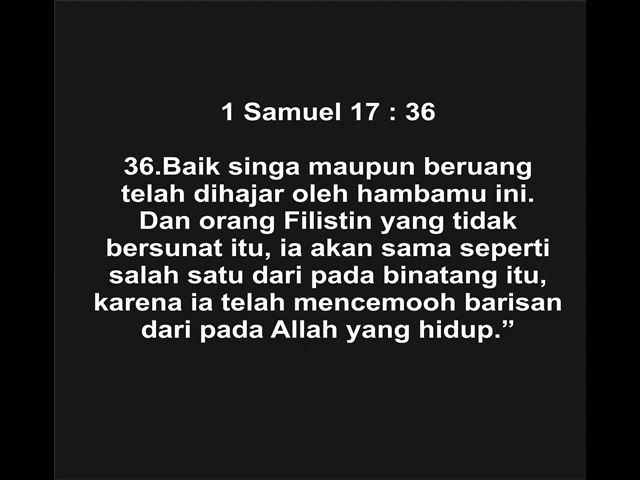 1 Samuel 17 : 36
36.Baik singa maupun beruang
telah dihajar oleh hambamu ini.
Dan orang Filistin yang tidak
bersunat itu, ia akan sama seperti
salah satu dari pada binatang itu,
karena ia telah mencemooh barisan
dari pada Allah yang hidup.”